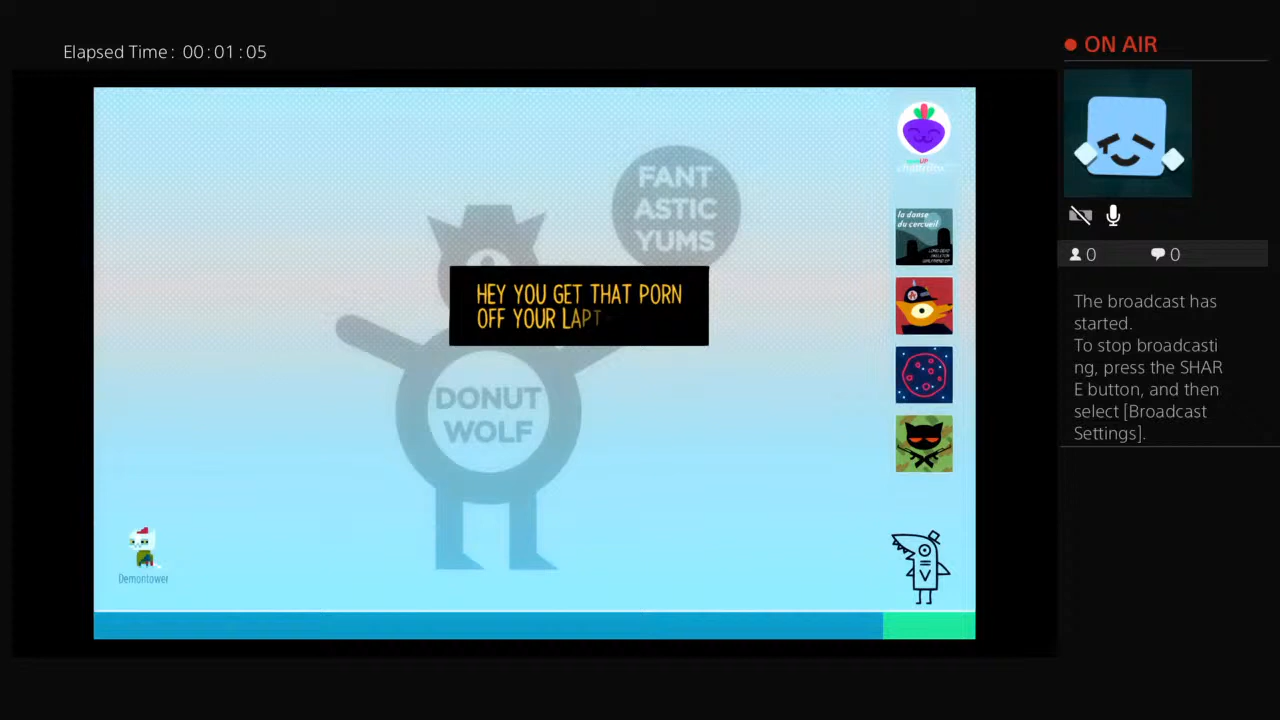 Elapsed Time: 00:01:05
ON AIR
FANT
ASTIC
YUMS
UP
chattrbox
la danse
du cercueil
HEY YOU GET THAT PORN
OFF YOUR LAPT
DONUT
WOLF
Demontower
0
0
The broadcast has
started.
To stop broadcasti
ng, press the SHAR
E button, and then
select [Broadcast
Settings].